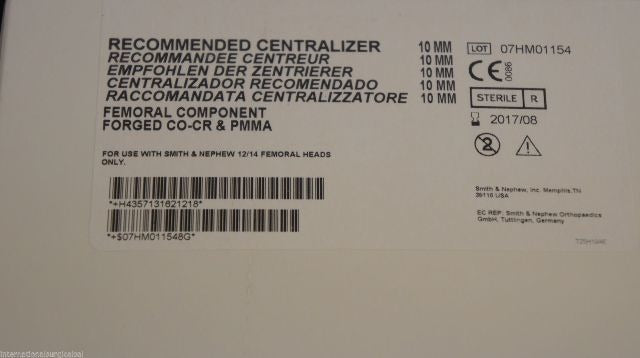 RECOMMENDED CENTRALIZER 10 MM
RECOMMANDEE CENTREUR 10 MM
EMPFOHLEN DER ZENTRIERER 10 MM
CENTRALIZADOR RECOMENDADO 10 MM
RACCOMANDATA CENTRALIZZATORE 10 MM
FEMORAL COMPONENT
FORGED CO-CR & PMMA
FOR USE WITH SMITH & NEPHEW 12/14 FEMORAL HEADS
ONLY.
*+H4357131621218*
*+$07HM011548G*
LOT 07HM01154
CE 0086
STERILE R
2017/08
2
Smith & Nephew, Inc. Memphis, TN
38116 USA
EC REP: Smith & Nephew Orthopaedics
GmbH, Tuttlingen, Germany